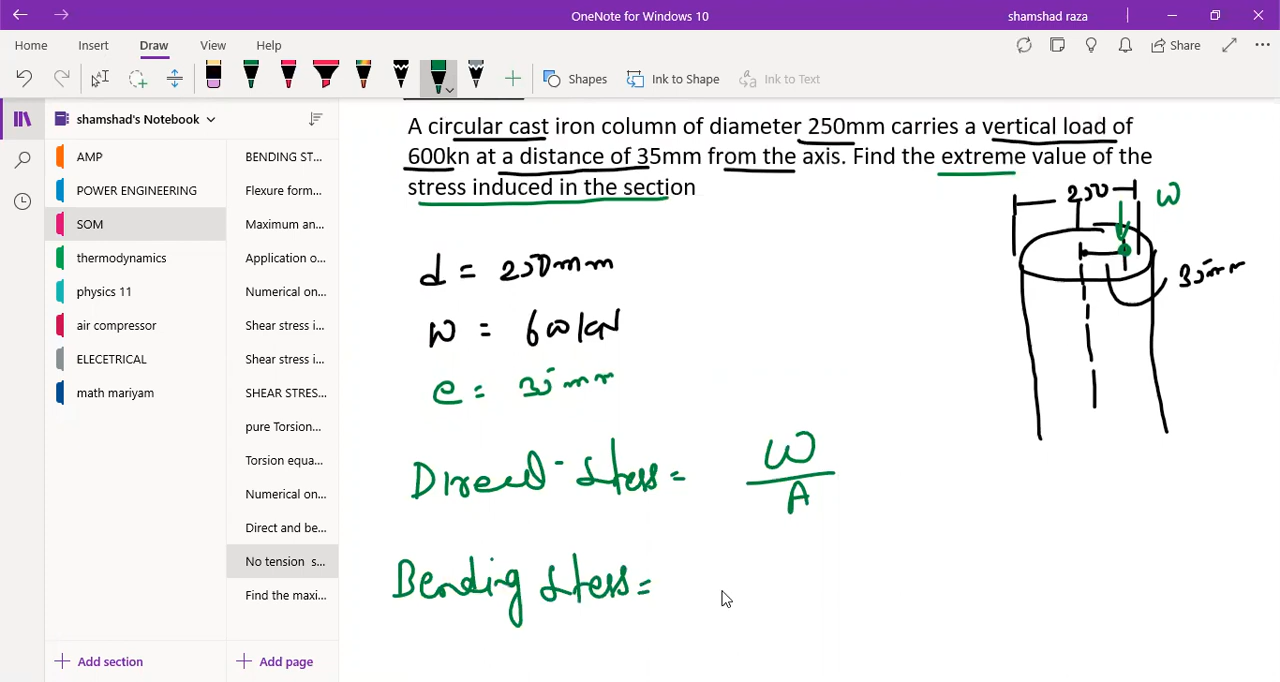 OneNote for Windows 10
shamshad raza
Home Insert Draw View Help
Share
Shapes
Ink to Shape
Ink to Text
shamshad's Notebook
AMP
POWER ENGINEERING
SOM
thermodynamics
physics 11
air compressor
ELECETRICAL
math mariyam
Add section
BENDING ST...
Flexure form...
Maximum an...
Application o...
Numerical on...
Shear stress i...
Shear stress i...
SHEAR STRES...
pure Torsion...
Torsion equa...
Numerical on...
Direct and be...
No tension s...
Find the maxi...
Add page
A circular cast iron column of diameter 250mm carries a vertical load of
600kn at a distance of 35mm from the axis. Find the extreme value of the
stress induced in the section
250
W
35mm
d = 250mm
W = 600kN
e = 35mm
Direct stess = W
A
Bending stess =